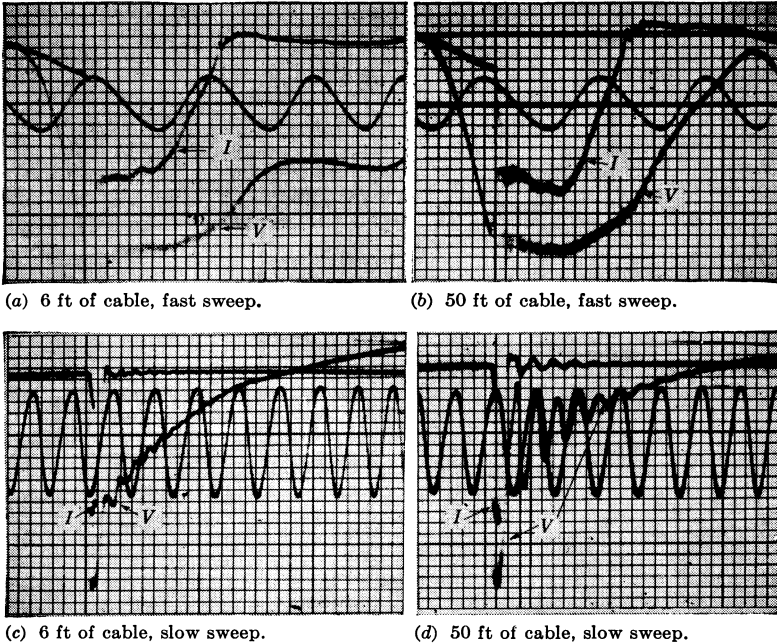 I
V
I
V
(a) 6 ft of cable, fast sweep.
(b) 50 ft of cable, fast sweep.
I
V
I
V
(c) 6 ft of cable, slow sweep.
(d) 50 ft of cable, slow sweep.